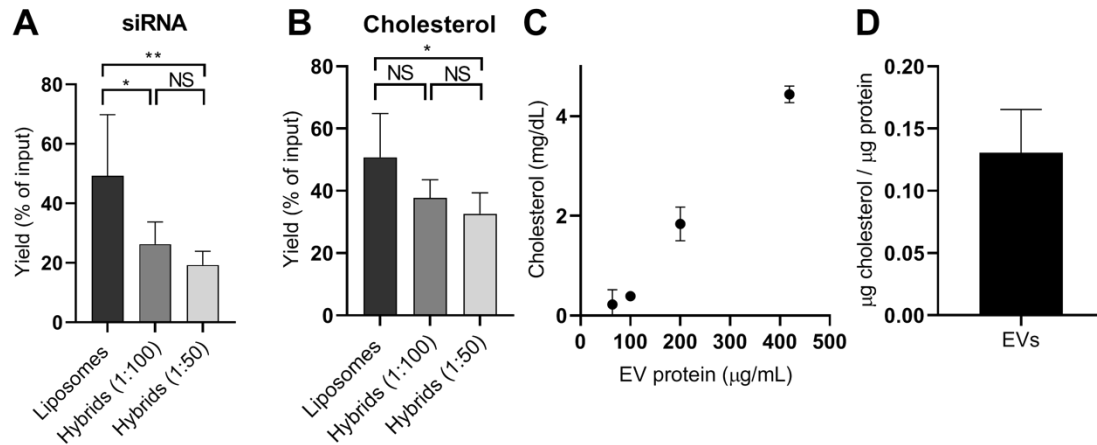 A
siRNA
**
*
NS
Yield (% of input)
80
60
40
20
0
Liposomes
Hybrids (1:100)
Hybrids (1:50)
B
Cholesterol
*
NS
NS
Yield (% of input)
80
60
40
20
0
Liposomes
Hybrids (1:100)
Hybrids (1:50)
C
Cholesterol (mg/dL)
4
2
0
0 100 200 300 400 500
EV protein (μg/mL)
D
μg cholesterol / μg protein
0.20
0.15
0.10
0.05
0.00
EVs